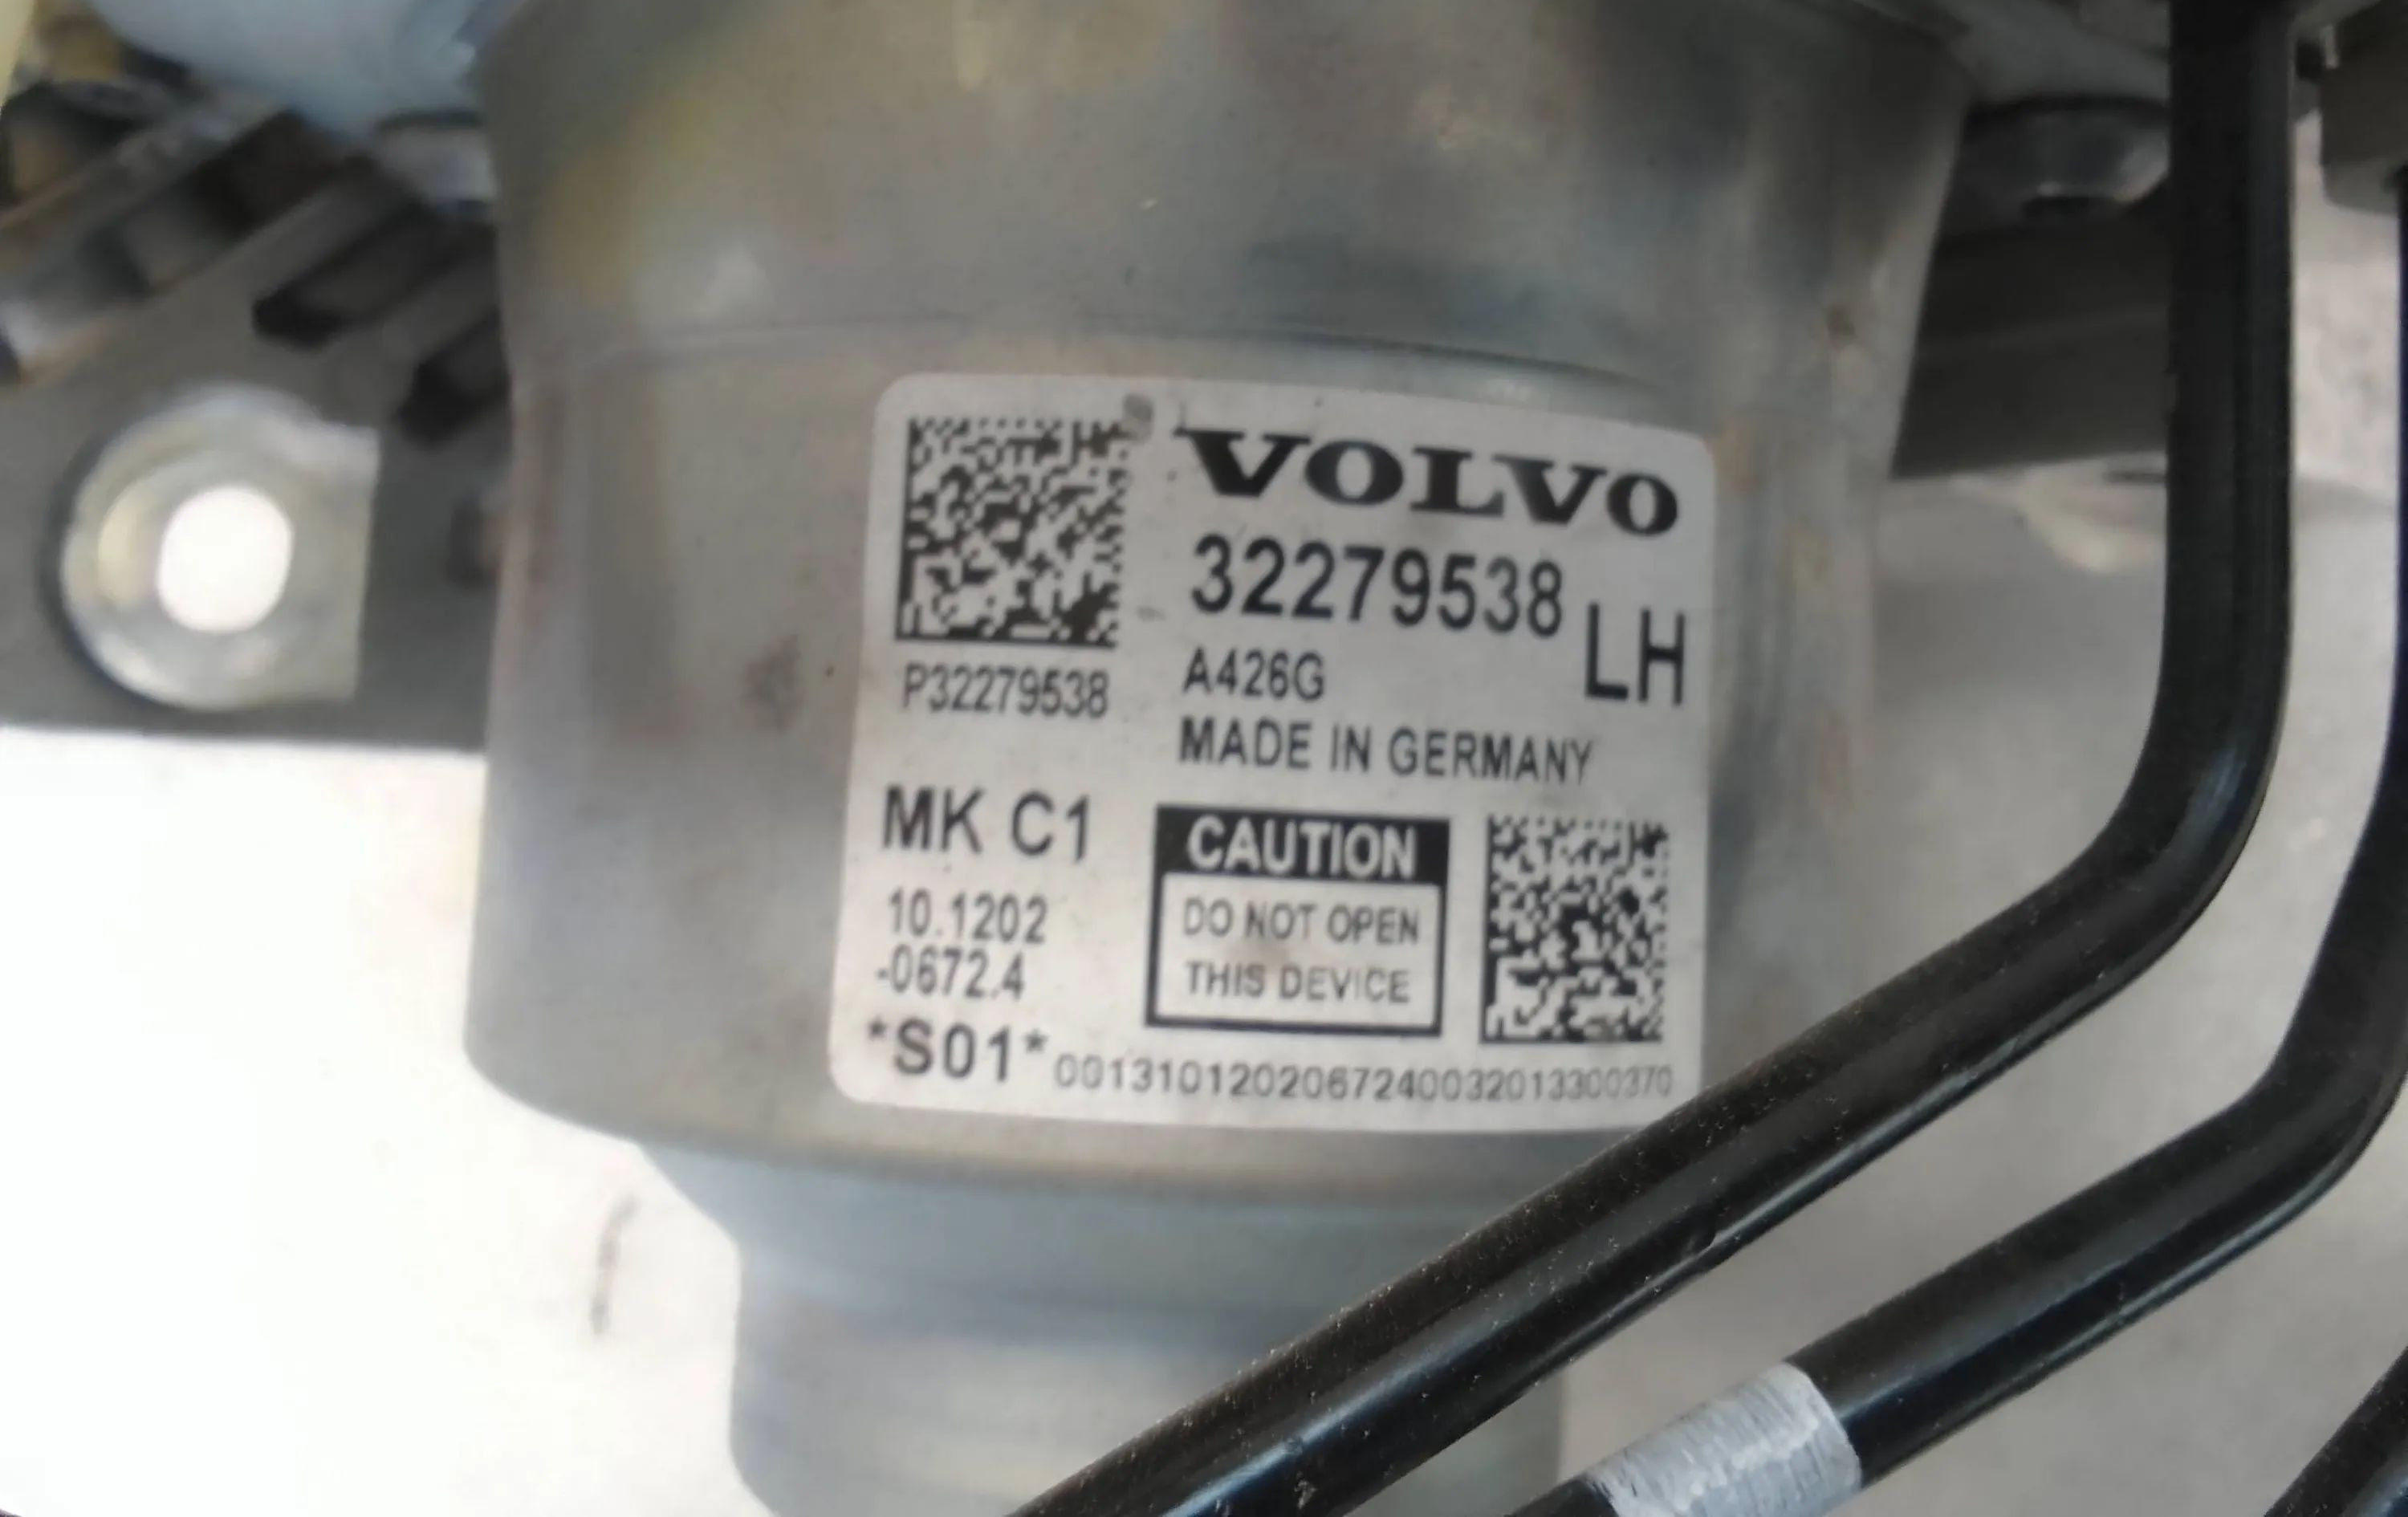 VOLVO
32279538
LH
P32279538
A426G
MADE IN GERMANY
MK C1
10.1202
-0672.4
CAUTION
DO NOT OPEN
THIS DEVICE
*S01*
0013101202067240032013300370